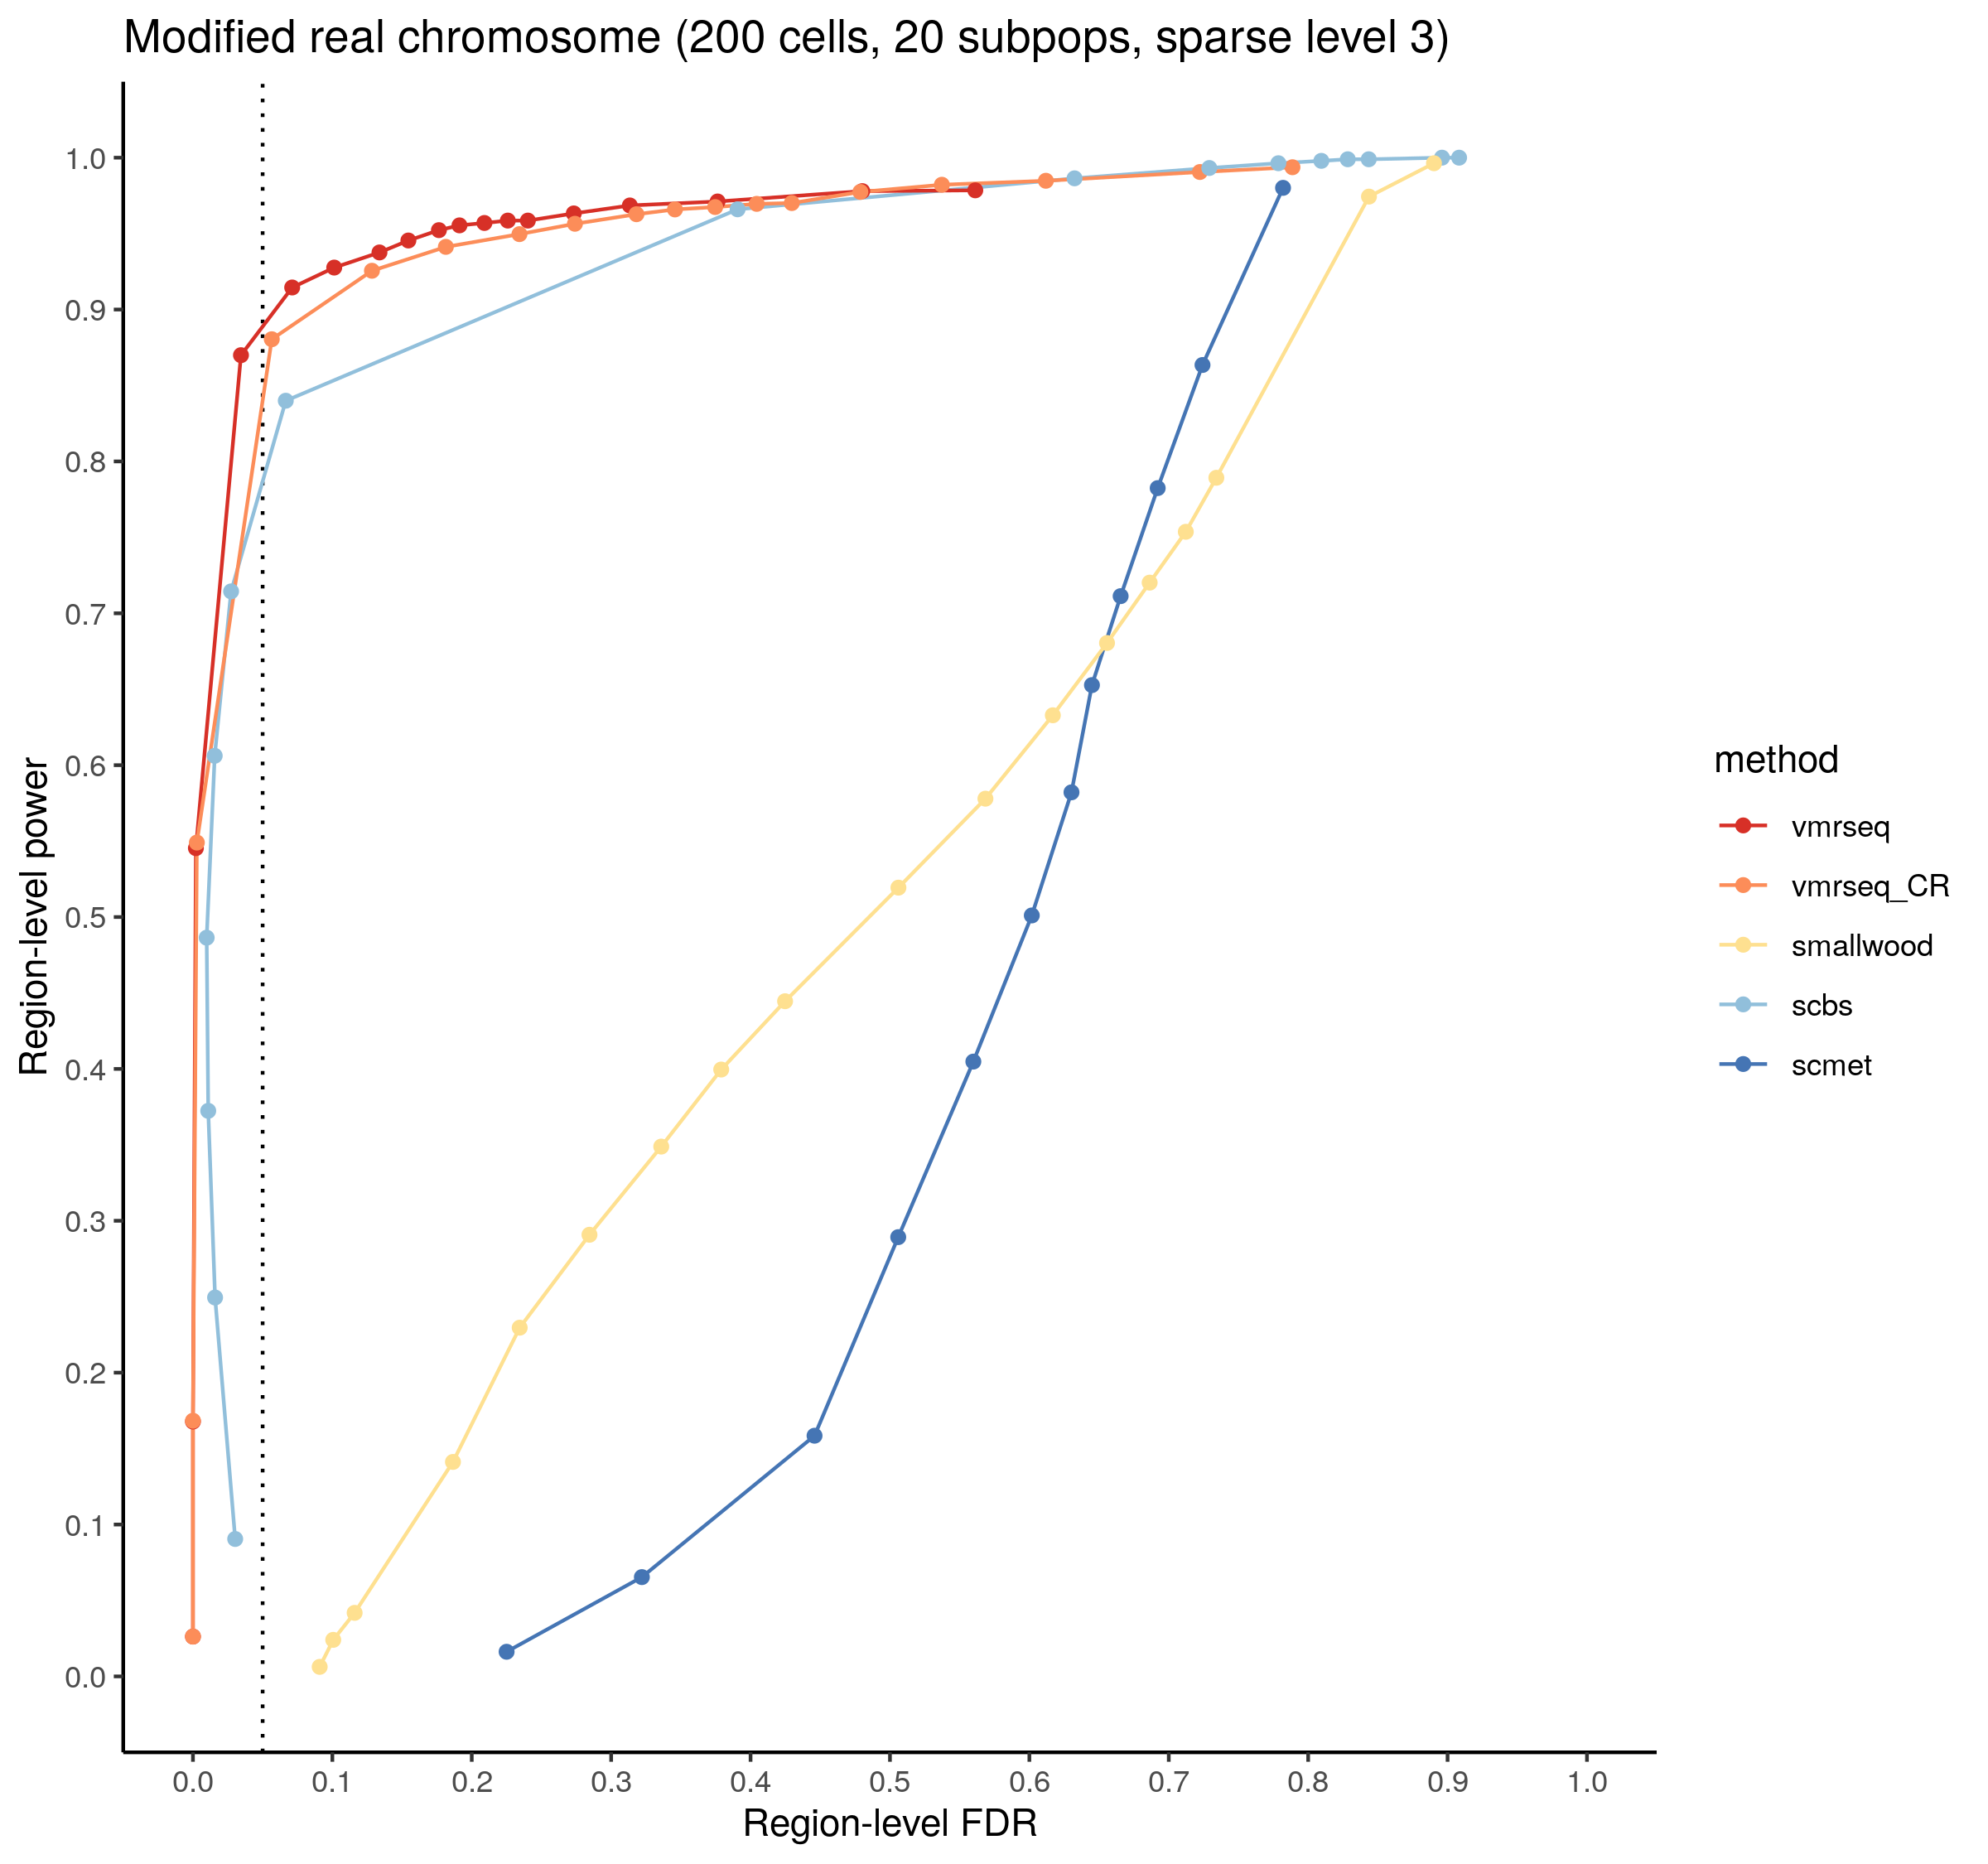 Modified real chromosome (200 cells, 20 subpops, sparse level 3)
1.0
0.9
0.8
0.7
0.6
0.5
0.4
0.3
0.2
0.1
0.0
Region-level power
0.0 0.1 0.2 0.3 0.4 0.5 0.6 0.7 0.8 0.9 1.0
Region-level FDR
method
vmrseq
vmrseq_CR
smallwood
scbs
scmet